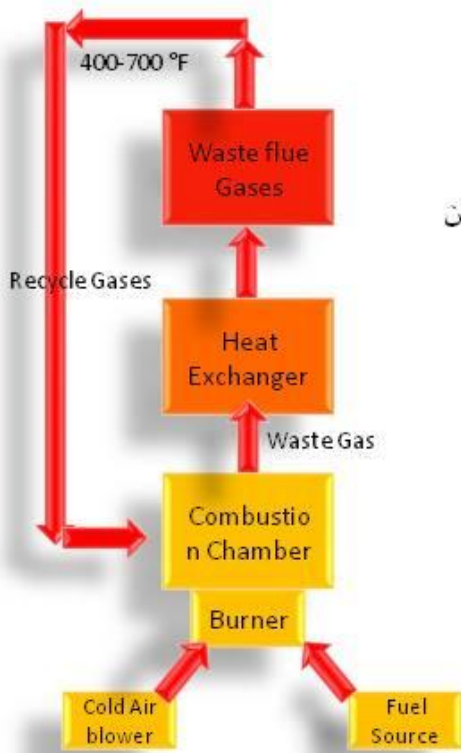 400-700 °F
Waste flue
Gases
Recycle Gases
Heat
Exchanger
Waste Gas
Combustio
n Chamber
Burner
Cold Air
blower
Fuel
Source